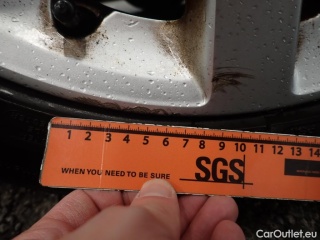 1 2 3 4 5 6 7 8 9 10 11 12 13 14
WHEN YOU NEED TO BE SURE SGS
CarOutlet.eu